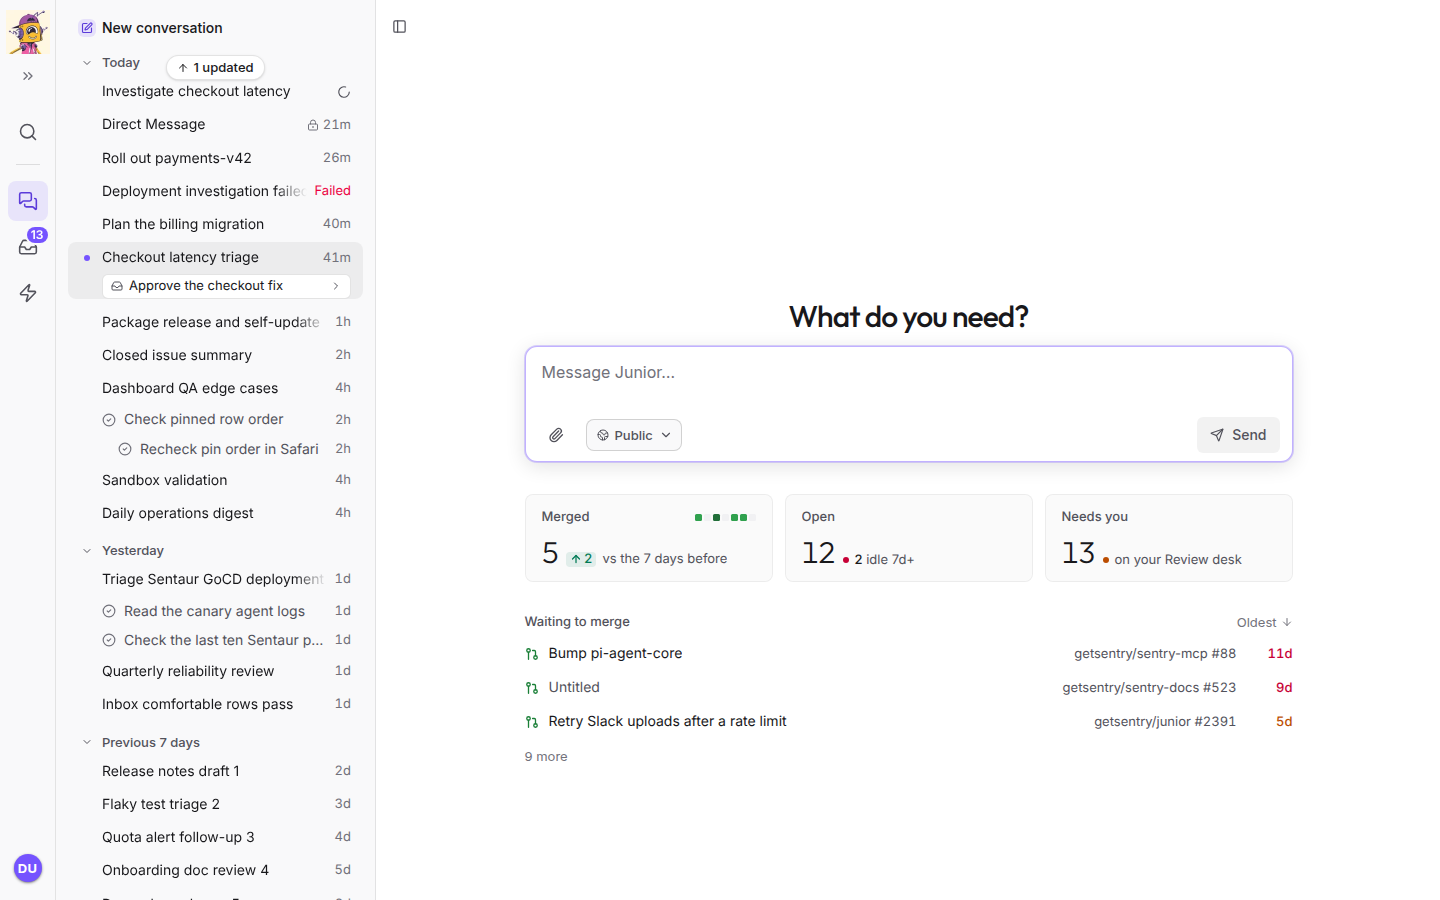 New conversation
Today
1 updated
Investigate checkout latency
Direct Message 21m
Roll out payments-v42 26m
Deployment investigation failed Failed
Plan the billing migration 40m
Checkout latency triage 41m
Approve the checkout fix
Package release and self-update 1h
Closed issue summary 2h
Dashboard QA edge cases 4h
Check pinned row order 2h
Recheck pin order in Safari 2h
Sandbox validation 4h
Daily operations digest 4h
Yesterday
Triage Sentaur GoCD deployment 1d
Read the canary agent logs 1d
Check the last ten Sentaur p... 1d
Quarterly reliability review 1d
Inbox comfortable rows pass 1d
Previous 7 days
Release notes draft 1 2d
Flaky test triage 2 3d
Quota alert follow-up 3 4d
Onboarding doc review 4 5d
13
DU
What do you need?
Message Junior...
Public
Send
Merged
5 2 vs the 7 days before
Open
12 2 idle 7d+
Needs you
13 on your Review desk
Waiting to merge Oldest
Bump pi-agent-core getsentry/sentry-mcp #88 11d
Untitled getsentry/sentry-docs #523 9d
Retry Slack uploads after a rate limit getsentry/junior #2391 5d
9 more